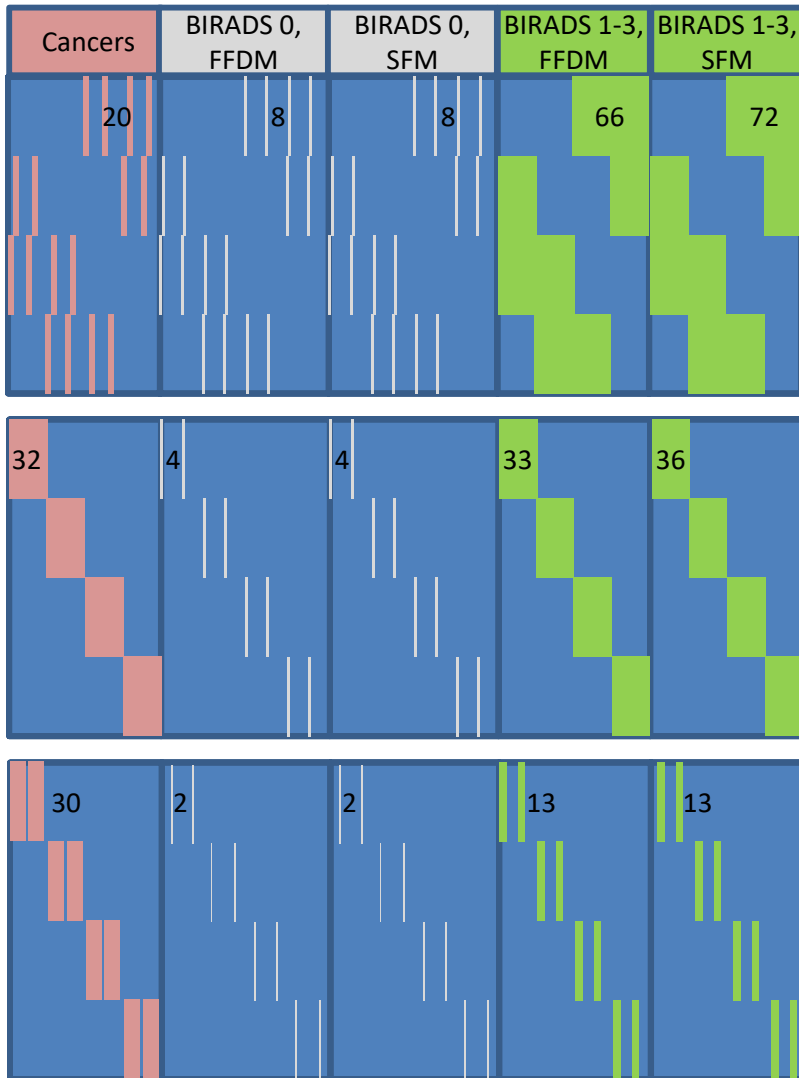 Cancers
BIRADS 0,
FFDM
BIRADS 0,
SFM
BIRADS 1-3,
FFDM
BIRADS 1-3,
SFM
20 8 8 66 72
32 4 4 33 36
30 2 2 13 13